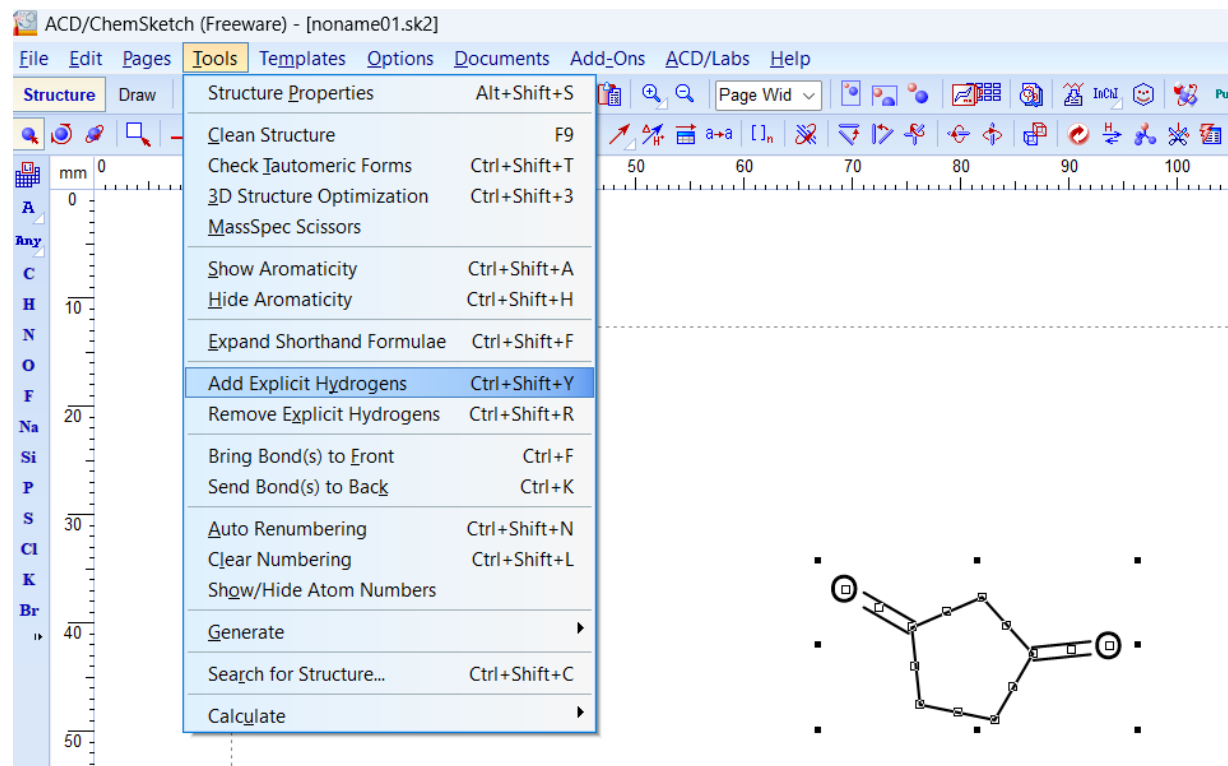 ACD/ChemSketch (Freeware) - [noname01.sk2]
File Edit Pages Tools Templates Options Documents Add-Ons ACD/Labs Help
Structure Draw Page Wid InChI
mm 0 50 60 70 80 90 100
Structure Properties Alt+Shift+S
Clean Structure F9
Check Tautomeric Forms Ctrl+Shift+T
3D Structure Optimization Ctrl+Shift+3
MassSpec Scissors
Show Aromaticity Ctrl+Shift+A
Hide Aromaticity Ctrl+Shift+H
Expand Shorthand Formulae Ctrl+Shift+F
Add Explicit Hydrogens Ctrl+Shift+Y
Remove Explicit Hydrogens Ctrl+Shift+R
Bring Bond(s) to Front Ctrl+F
Send Bond(s) to Back Ctrl+K
Auto Renumbering Ctrl+Shift+N
Clear Numbering Ctrl+Shift+L
Show/Hide Atom Numbers
Generate
Search for Structure... Ctrl+Shift+C
Calculate
A
Any
C
H
N
O
F
Na
Si
P
S
Cl
K
Br
0
10
20
30
40
50
O
O